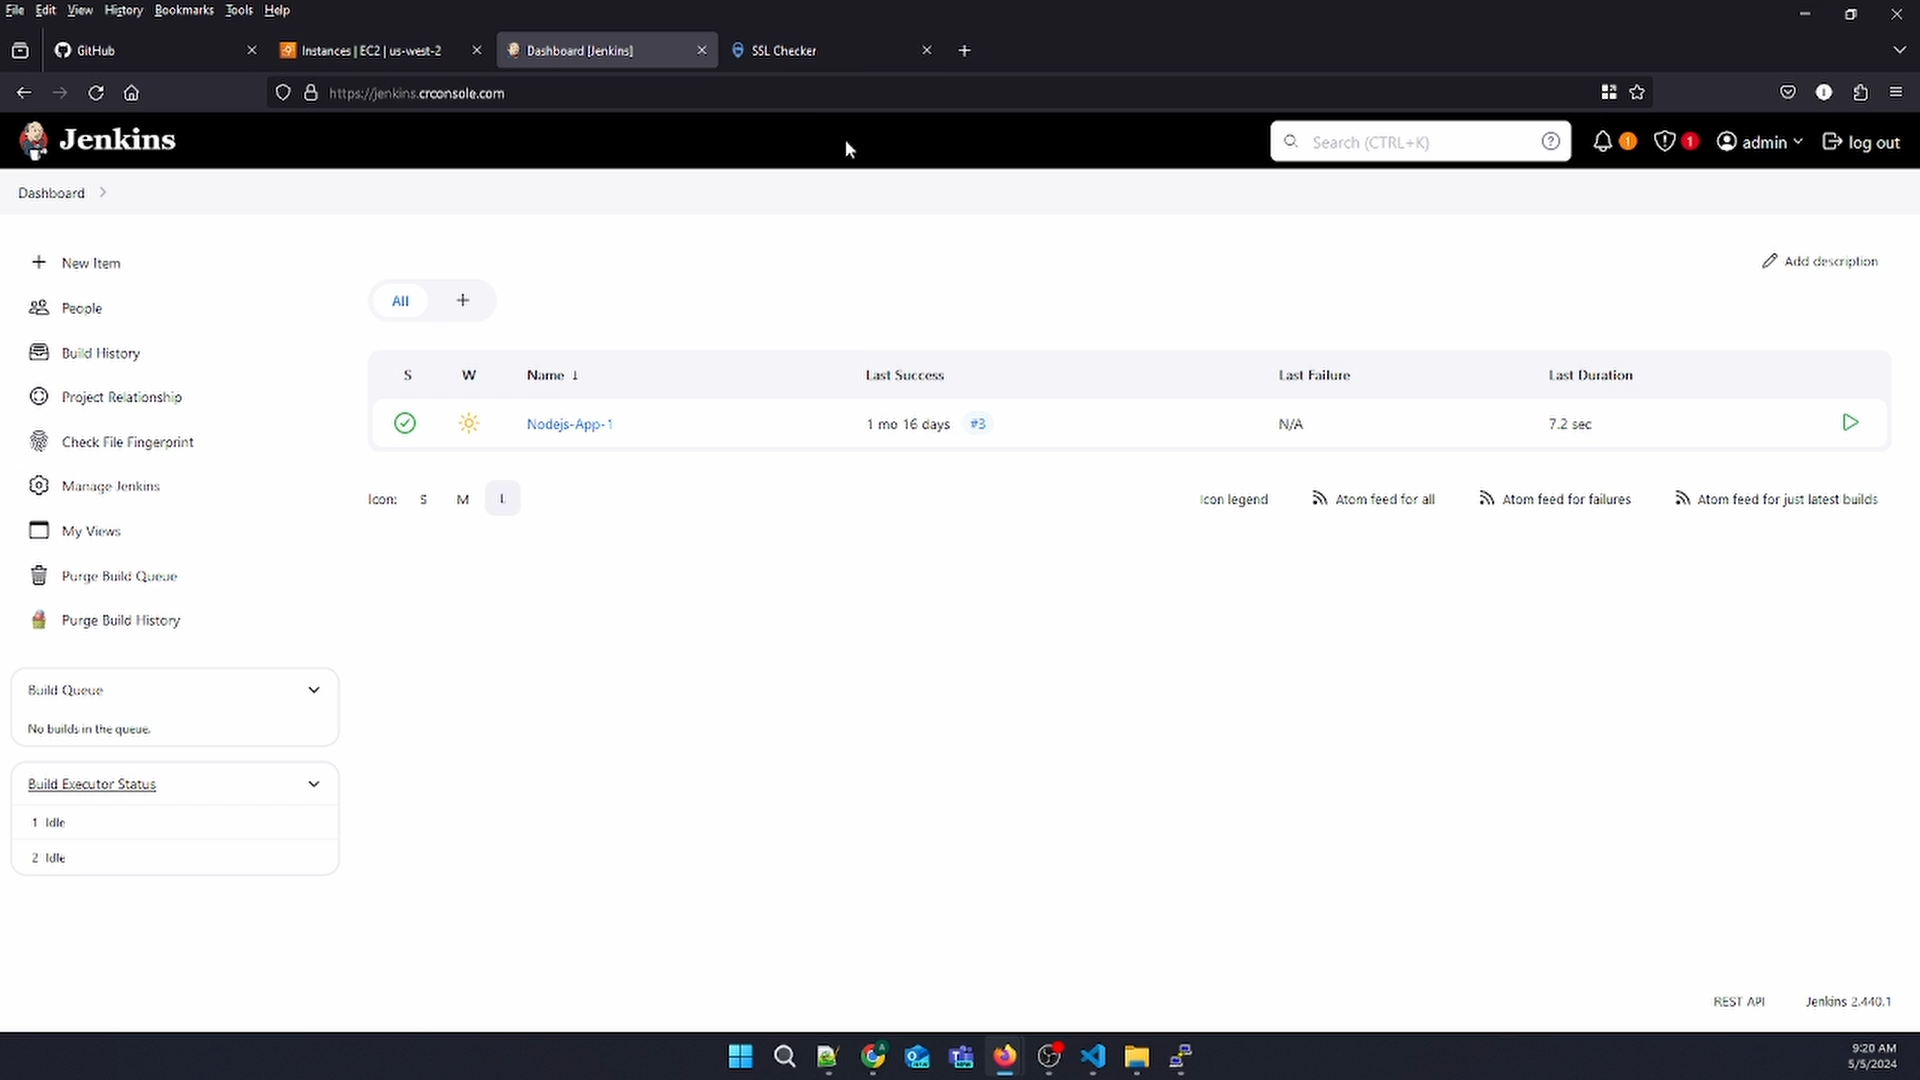 File Edit View History Bookmarks Tools Help
GitHub
Instances | EC2 | us-west-2
Dashboard [Jenkins]
SSL Checker
https://jenkins.crconsole.com
Jenkins
Search (CTRL+K)
1
1
admin
log out
Dashboard
New Item
Add description
People
All
Build History
S W Name ↓ Last Success Last Failure Last Duration
Project Relationship
Nodejs-App-1 1 mo 16 days #3 N/A 7.2 sec
Check File Fingerprint
Manage Jenkins
Icon: S M L
Icon legend
Atom feed for all
Atom feed for failures
Atom feed for just latest builds
My Views
Purge Build Queue
Purge Build History
Build Queue
No builds in the queue.
Build Executor Status
1 Idle
2 Idle
REST API
Jenkins 2.440.1
9:20 AM
5/5/2024